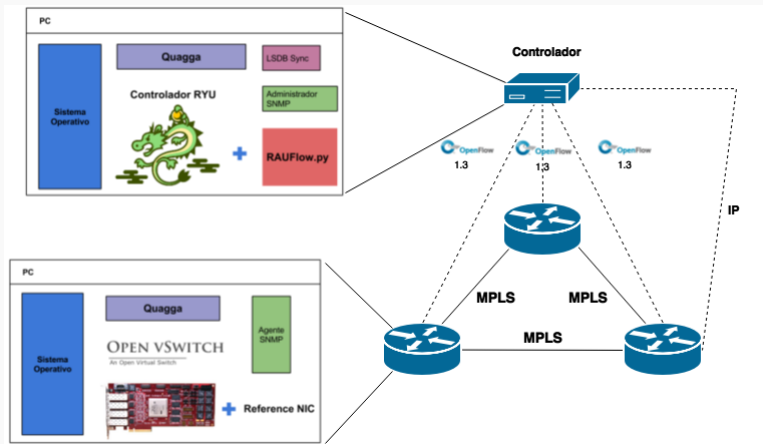 PC
Sistema
Operativo
Quagga
LSDB Sync
Controlador RYU
Administrador
SNMP
RAUFlow.py
Controlador
OpenFlow
1.3
OpenFlow
1.3
OpenFlow
1.3
IP
MPLS
MPLS
MPLS
PC
Sistema
Operativo
Quagga
OPEN VSWITCH
An Open Virtual Switch
Agente
SNMP
Reference NIC